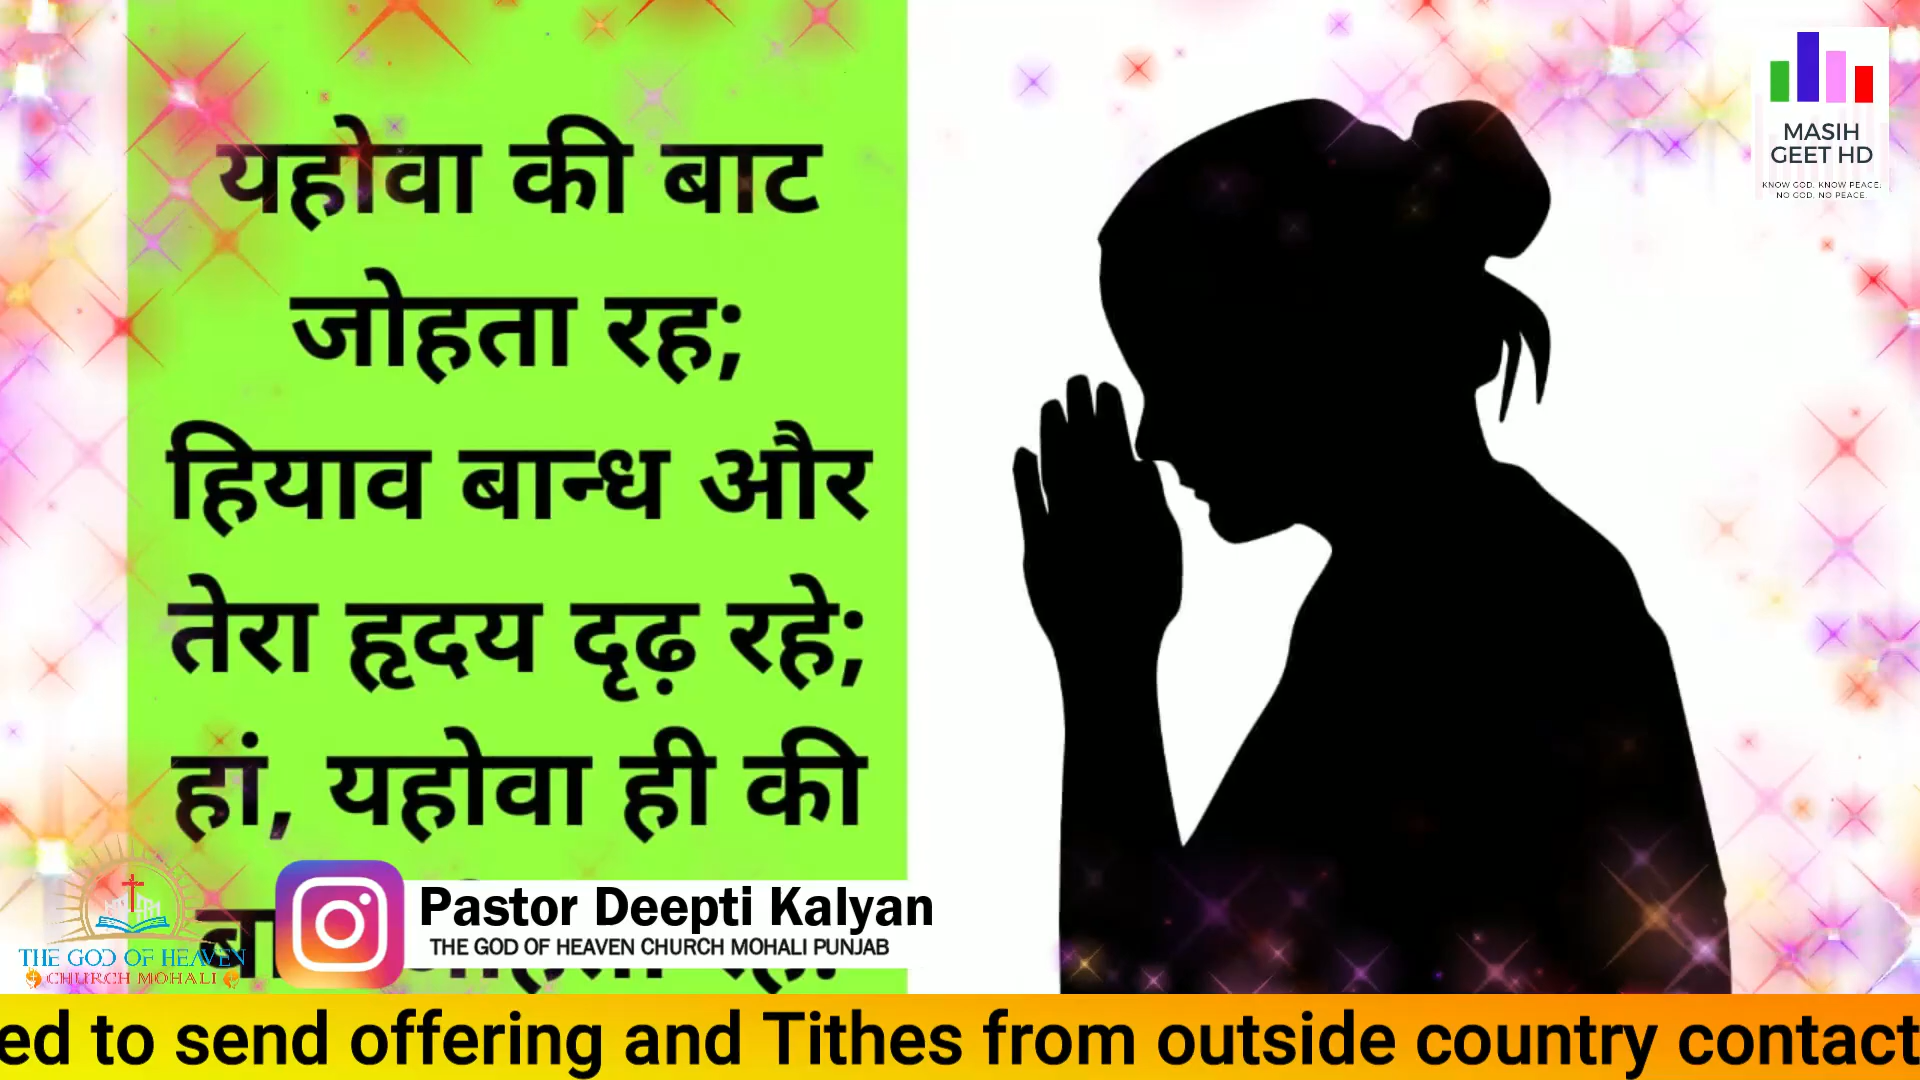 यहोवा की बाट
जोहता रह;
हियाव बान्ध और
तेरा हृदय दृढ़ रहे;
हां, यहोवा ही की
MASIH
GEET HD
KNOW GOD. KNOW PEACE.
NO GOD. NO PEACE.
Pastor Deepti Kalyan
THE GOD OF HEAVEN CHURCH MOHALI PUNJAB
THE GOD OF HEAVEN
CHURCH MOHALI
ed to send offering and Tithes from outside country contact